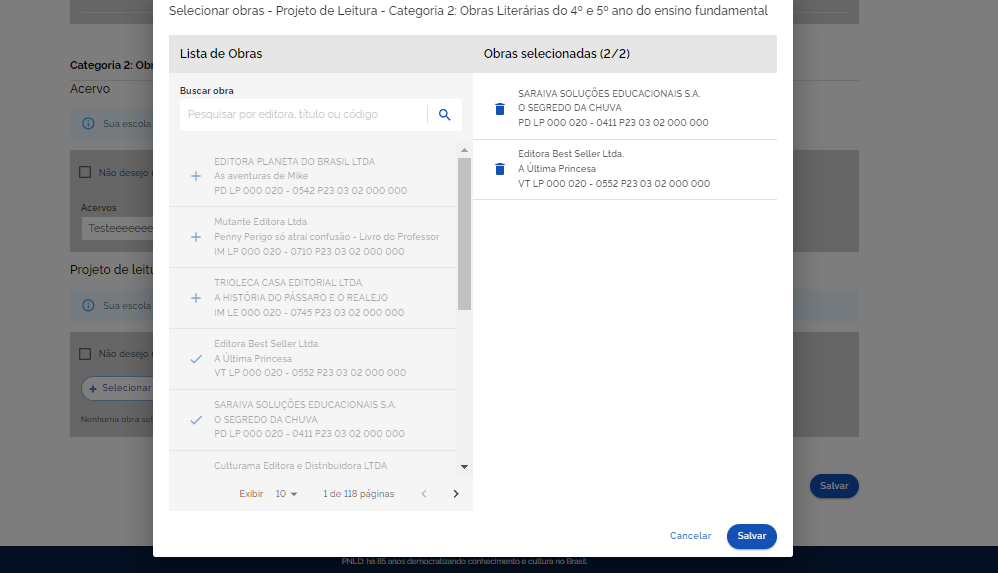 Selecionar obras - Projeto de Leitura - Categoria 2: Obras Literárias do 4º e 5º ano do ensino fundamental
Lista de Obras
Buscar obra
Pesquisar por editora, título ou código
EDITORA PLANETA DO BRASIL LTDA
As aventuras de Mike
PD LP 000 020 - 0542 P23 03 02 000 000
Mutante Editora Ltda
Penny Perigo só atrai confusão - Livro do Professor
IM LP 000 020 - 0710 P23 03 02 000 000
TRIOLECA CASA EDITORIAL LTDA.
A HISTÓRIA DO PÁSSARO E O REALEJO
IM LE 000 020 - 0745 P23 03 02 000 000
Editora Best Seller Ltda.
A Última Princesa
VT LP 000 020 - 0552 P23 03 02 000 000
SARAIVA SOLUÇÕES EDUCACIONAIS S.A.
O SEGREDO DA CHUVA
PD LP 000 020 - 0411 P23 03 02 000 000
Culturama Editora e Distribuidora LTDA
Exibir 10 1 de 118 páginas
Obras selecionadas (2/2)
SARAIVA SOLUÇÕES EDUCACIONAIS S.A.
O SEGREDO DA CHUVA
PD LP 000 020 - 0411 P23 03 02 000 000
Editora Best Seller Ltda.
A Última Princesa
VT LP 000 020 - 0552 P23 03 02 000 000
Cancelar Salvar
Categoria 2: Obr
Acervo
Sua escola
Não desejo
Acervos
Testeeeeeee
Projeto de leitu
Sua escola
Não desejo
+ Selecionar
Nenhuma obra sel
Salvar
PNLD: há 85 anos democratizando conhecimento e cultura no Brasil.